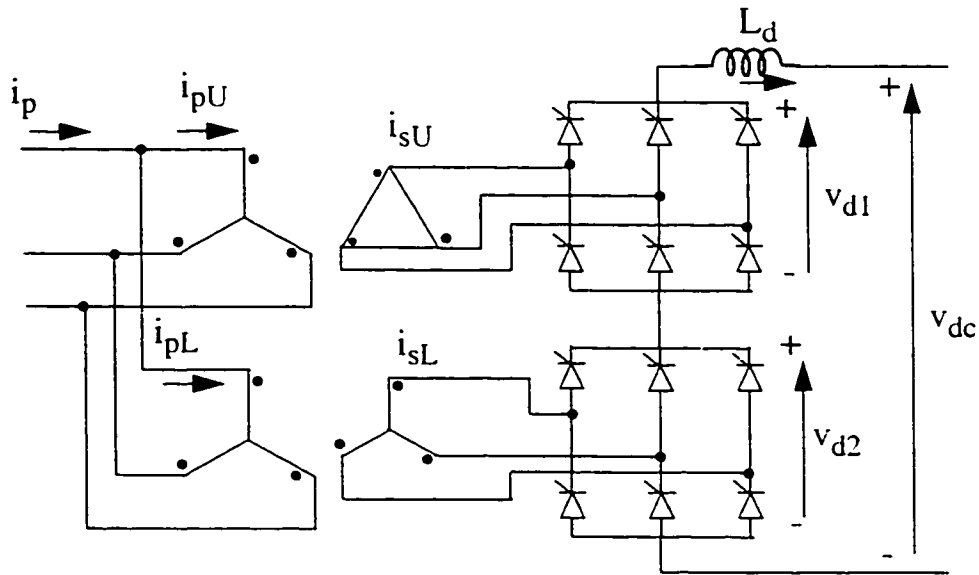 L_d
i_p
i_pU
i_sU
+
+
v_d1
-
v_dc
i_pL
i_sL
+
v_d2
-
-